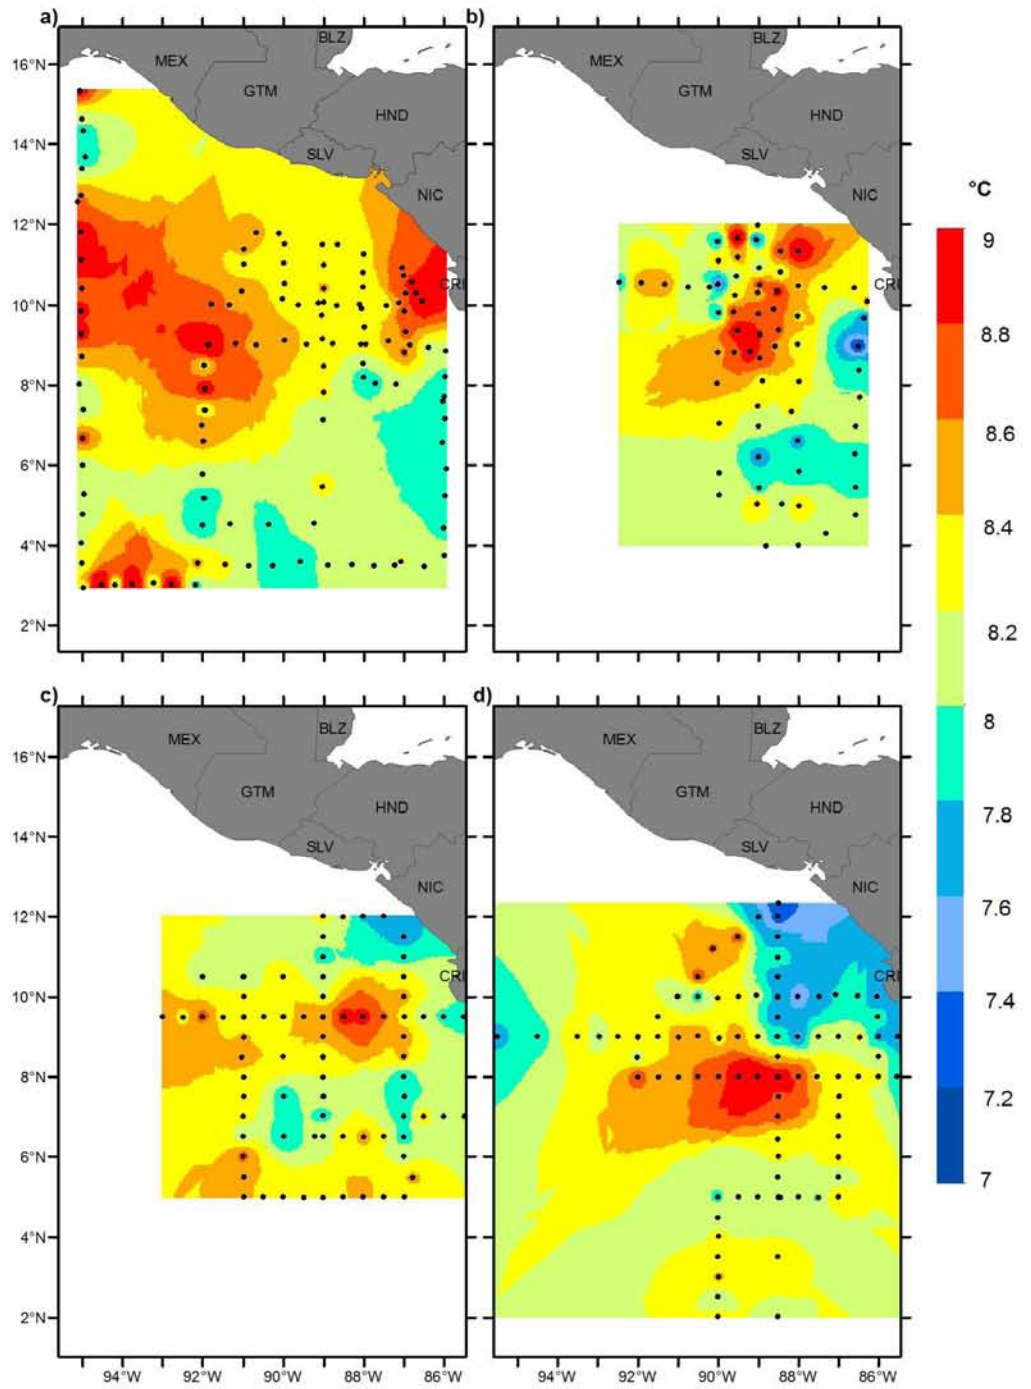 a)
BLZ
MEX
GTM
HND
SLV
NIC
CRI
16°N
14°N
12°N
10°N
8°N
6°N
4°N
2°N
b)
BLZ
MEX
GTM
HND
SLV
NIC
CRI
°C
9
8.8
8.6
8.4
8.2
8
7.8
7.6
7.4
7.2
7
c)
BLZ
MEX
GTM
HND
SLV
NIC
CRI
16°N
14°N
12°N
10°N
8°N
6°N
4°N
2°N
94°W 92°W 90°W 88°W 86°W
d)
BLZ
MEX
GTM
HND
SLV
NIC
CRI
94°W 92°W 90°W 88°W 86°W